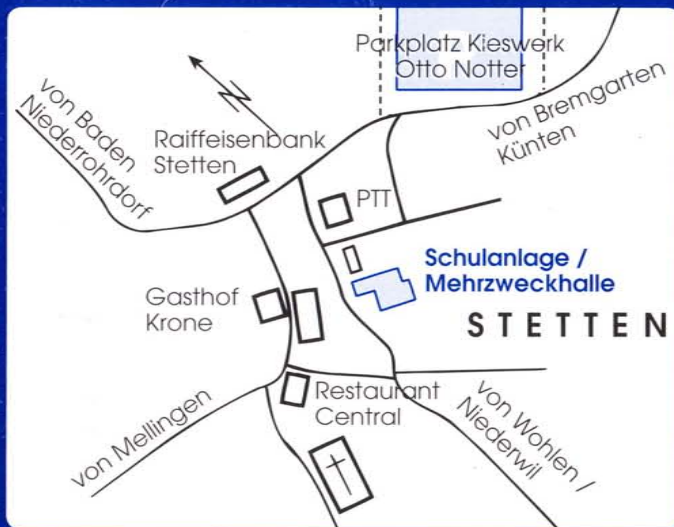 Parkplatz Kieswerk
Otto Notter
von Baden
Niederrohrdorf
N
Raiffeisenbank
Stetten
von Bremgarten
Künten
PTT
Schulanlage /
Mehrzweckhalle
Gasthof
Krone
STETTEN
Restaurant
Central
von Mellingen
von Wohlen /
Niederwil